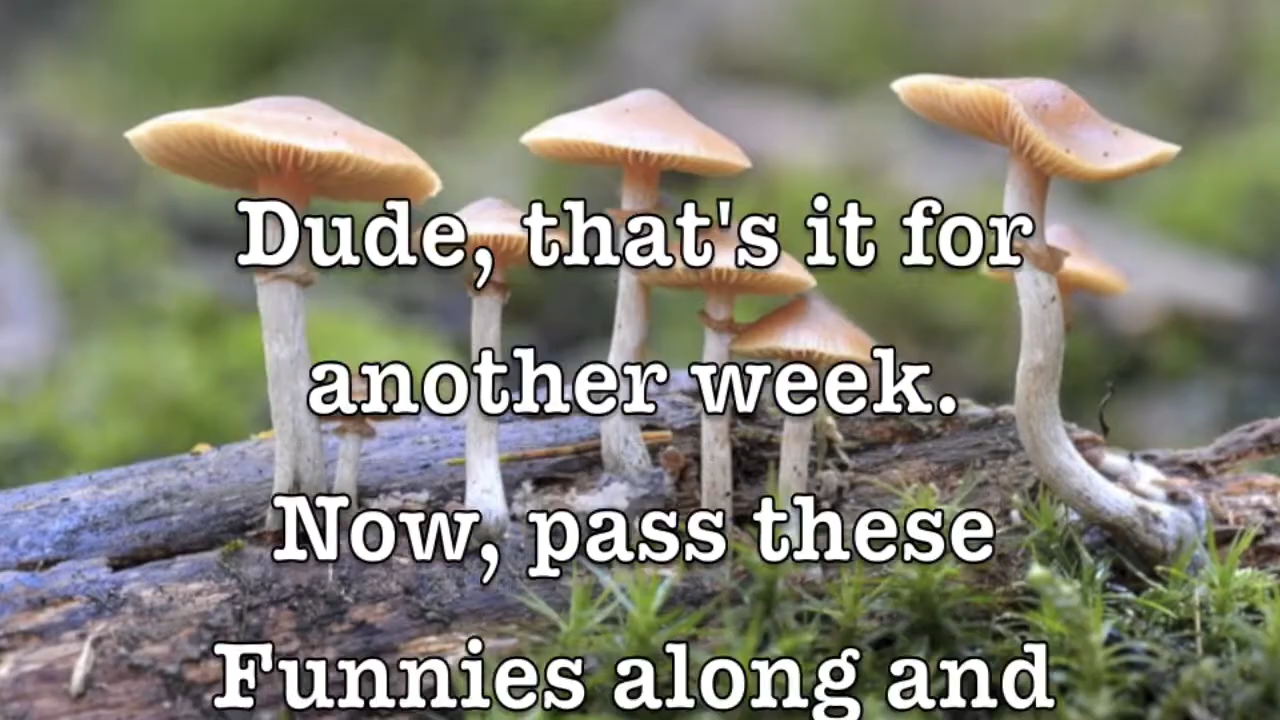 Dude, that's it for
another week.
Now, pass these
Funnies along and